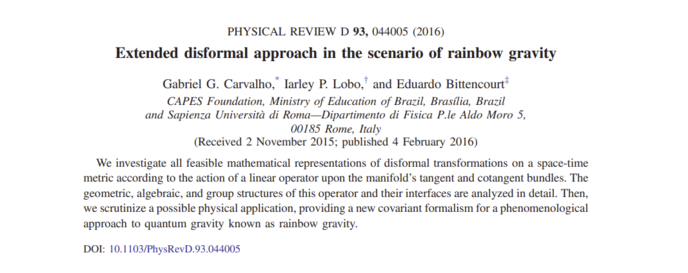 PHYSICAL REVIEW D 93, 044005 (2016)
Extended disformal approach in the scenario of rainbow gravity
Gabriel G. Carvalho,* Iarley P. Lobo,† and Eduardo Bittencourt‡
CAPES Foundation, Ministry of Education of Brazil, Brasília, Brazil
and Sapienza Università di Roma—Dipartimento di Fisica P.le Aldo Moro 5,
00185 Rome, Italy
(Received 2 November 2015; published 4 February 2016)
We investigate all feasible mathematical representations of disformal transformations on a space-time
metric according to the action of a linear operator upon the manifold's tangent and cotangent bundles. The
geometric, algebraic, and group structures of this operator and their interfaces are analyzed in detail. Then,
we scrutinize a possible physical application, providing a new covariant formalism for a phenomenological
approach to quantum gravity known as rainbow gravity.
DOI: 10.1103/PhysRevD.93.044005